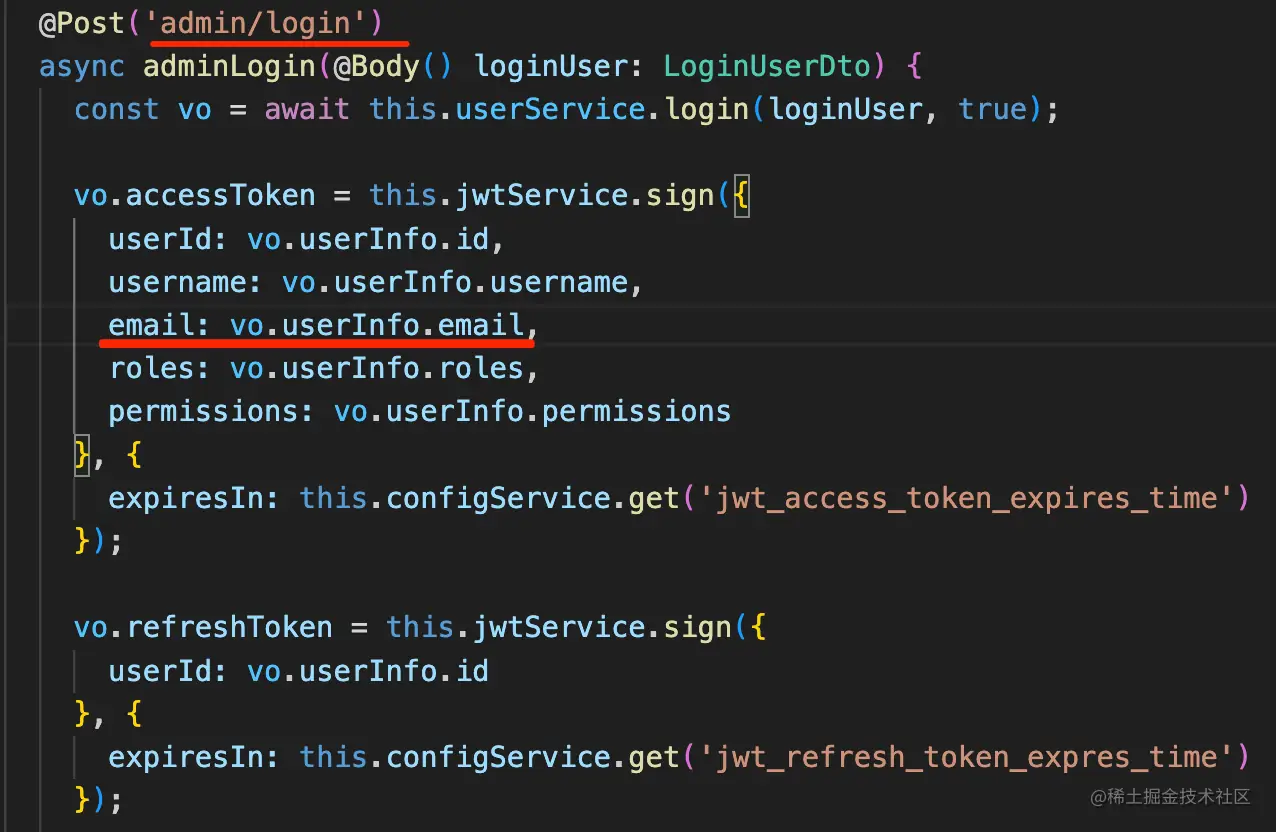 @Post('admin/login')
async adminLogin(@Body() loginUser: LoginUserDto) {
const vo = await this.userService.login(loginUser, true);
vo.accessToken = this.jwtService.sign({
userId: vo.userInfo.id,
username: vo.userInfo.username,
email: vo.userInfo.email,
roles: vo.userInfo.roles,
permissions: vo.userInfo.permissions
}, {
expiresIn: this.configService.get('jwt_access_token_expires_time')
});
vo.refreshToken = this.jwtService.sign({
userId: vo.userInfo.id
}, {
expiresIn: this.configService.get('jwt_refresh_token_expres_time')
});
@稀土掘金技术社区